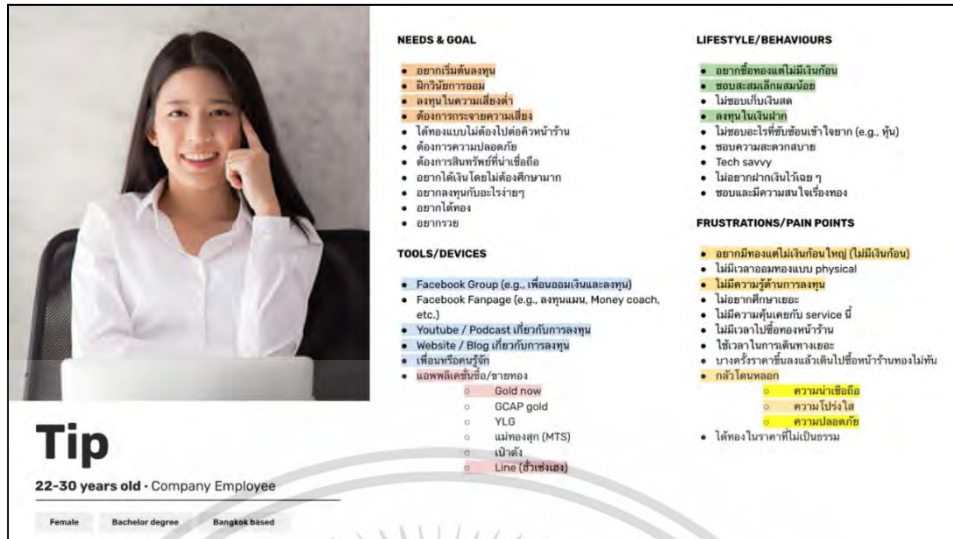 NEEDS & GOAL
● อยากเริ่มต้นลงทุน
● ฝึกวินัยการออม
● ลงทุนในความเสี่ยงต่ำ
● ต้องการกระจายความเสี่ยง
● ได้ทองแบบไม่ต้องไปต่อคิวหน้าร้าน
● ต้องการความปลอดภัย
● ต้องการสินทรัพย์ที่น่าเชื่อถือ
● อยากได้เงินโดยไม่ต้องศึกษามาก
● อยากลงทุนกับอะไรง่ายๆ
● อยากได้ทอง
● อยากรวย
TOOLS/DEVICES
● Facebook Group (e.g., เพื่อนออมเงินและลงทุน)
● Facebook Fanpage (e.g., ลงทุนแมน, Money coach,
etc.)
● Youtube / Podcast เกี่ยวกับการลงทุน
● Website / Blog เกี่ยวกับการลงทุน
● เพื่อนหรือคนรู้จัก
● แอพพลิเคชั่นซื้อ/ขายทอง
○ Gold now
○ GCAP gold
○ YLG
○ แม่ทองสุก (MTS)
○ เป๋าตัง
○ Line (ฮั่วเซ่งเฮง)
LIFESTYLE/BEHAVIOURS
● อยากซื้อทองแต่ไม่มีเงินก้อน
● ชอบสะสมเล็กผสมน้อย
● ไม่ชอบเก็บเงินสด
● ลงทุนในเงินฝาก
● ไม่ชอบอะไรที่ซับซ้อนเข้าใจยาก (e.g., หุ้น)
● ชอบความสะดวกสบาย
● Tech savvy
● ไม่อยากฝากเงินไว้เฉย ๆ
● ชอบและมีความสนใจเรื่องทอง
FRUSTRATIONS/PAIN POINTS
● อยากมีทองแต่ไม่เงินก้อนใหญ่ (ไม่มีเงินก้อน)
● ไม่มีเวลาออมทองแบบ physical
● ไม่มีความรู้ด้านการลงทุน
● ไม่อยากศึกษาเยอะ
● ไม่มีความคุ้นเคยกับ service นี้
● ไม่มีเวลาไปซื้อทองหน้าร้าน
● ใช้เวลาในการเดินทางเยอะ
● บางครั้งราคาขึ้นลงแล้วเดินไปซื้อหน้าร้านทองไม่ทัน
● กลัวโดนหลอก
○ ความน่าเชื่อถือ
○ ความโปร่งใส
○ ความปลอดภัย
● ได้ทองในราคาที่ไม่เป็นธรรม
Tip
22-30 years old · Company Employee
Female Bachelor degree Bangkok based